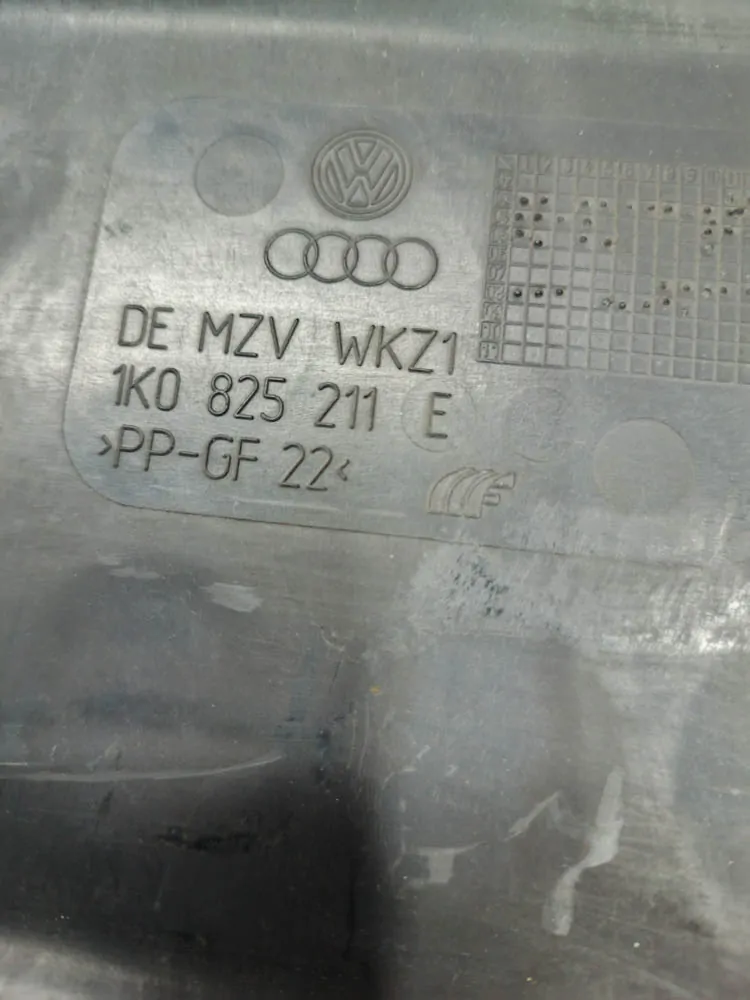 DE MZV WKZ1
1K0 825 211 E
>PP-GF 22<